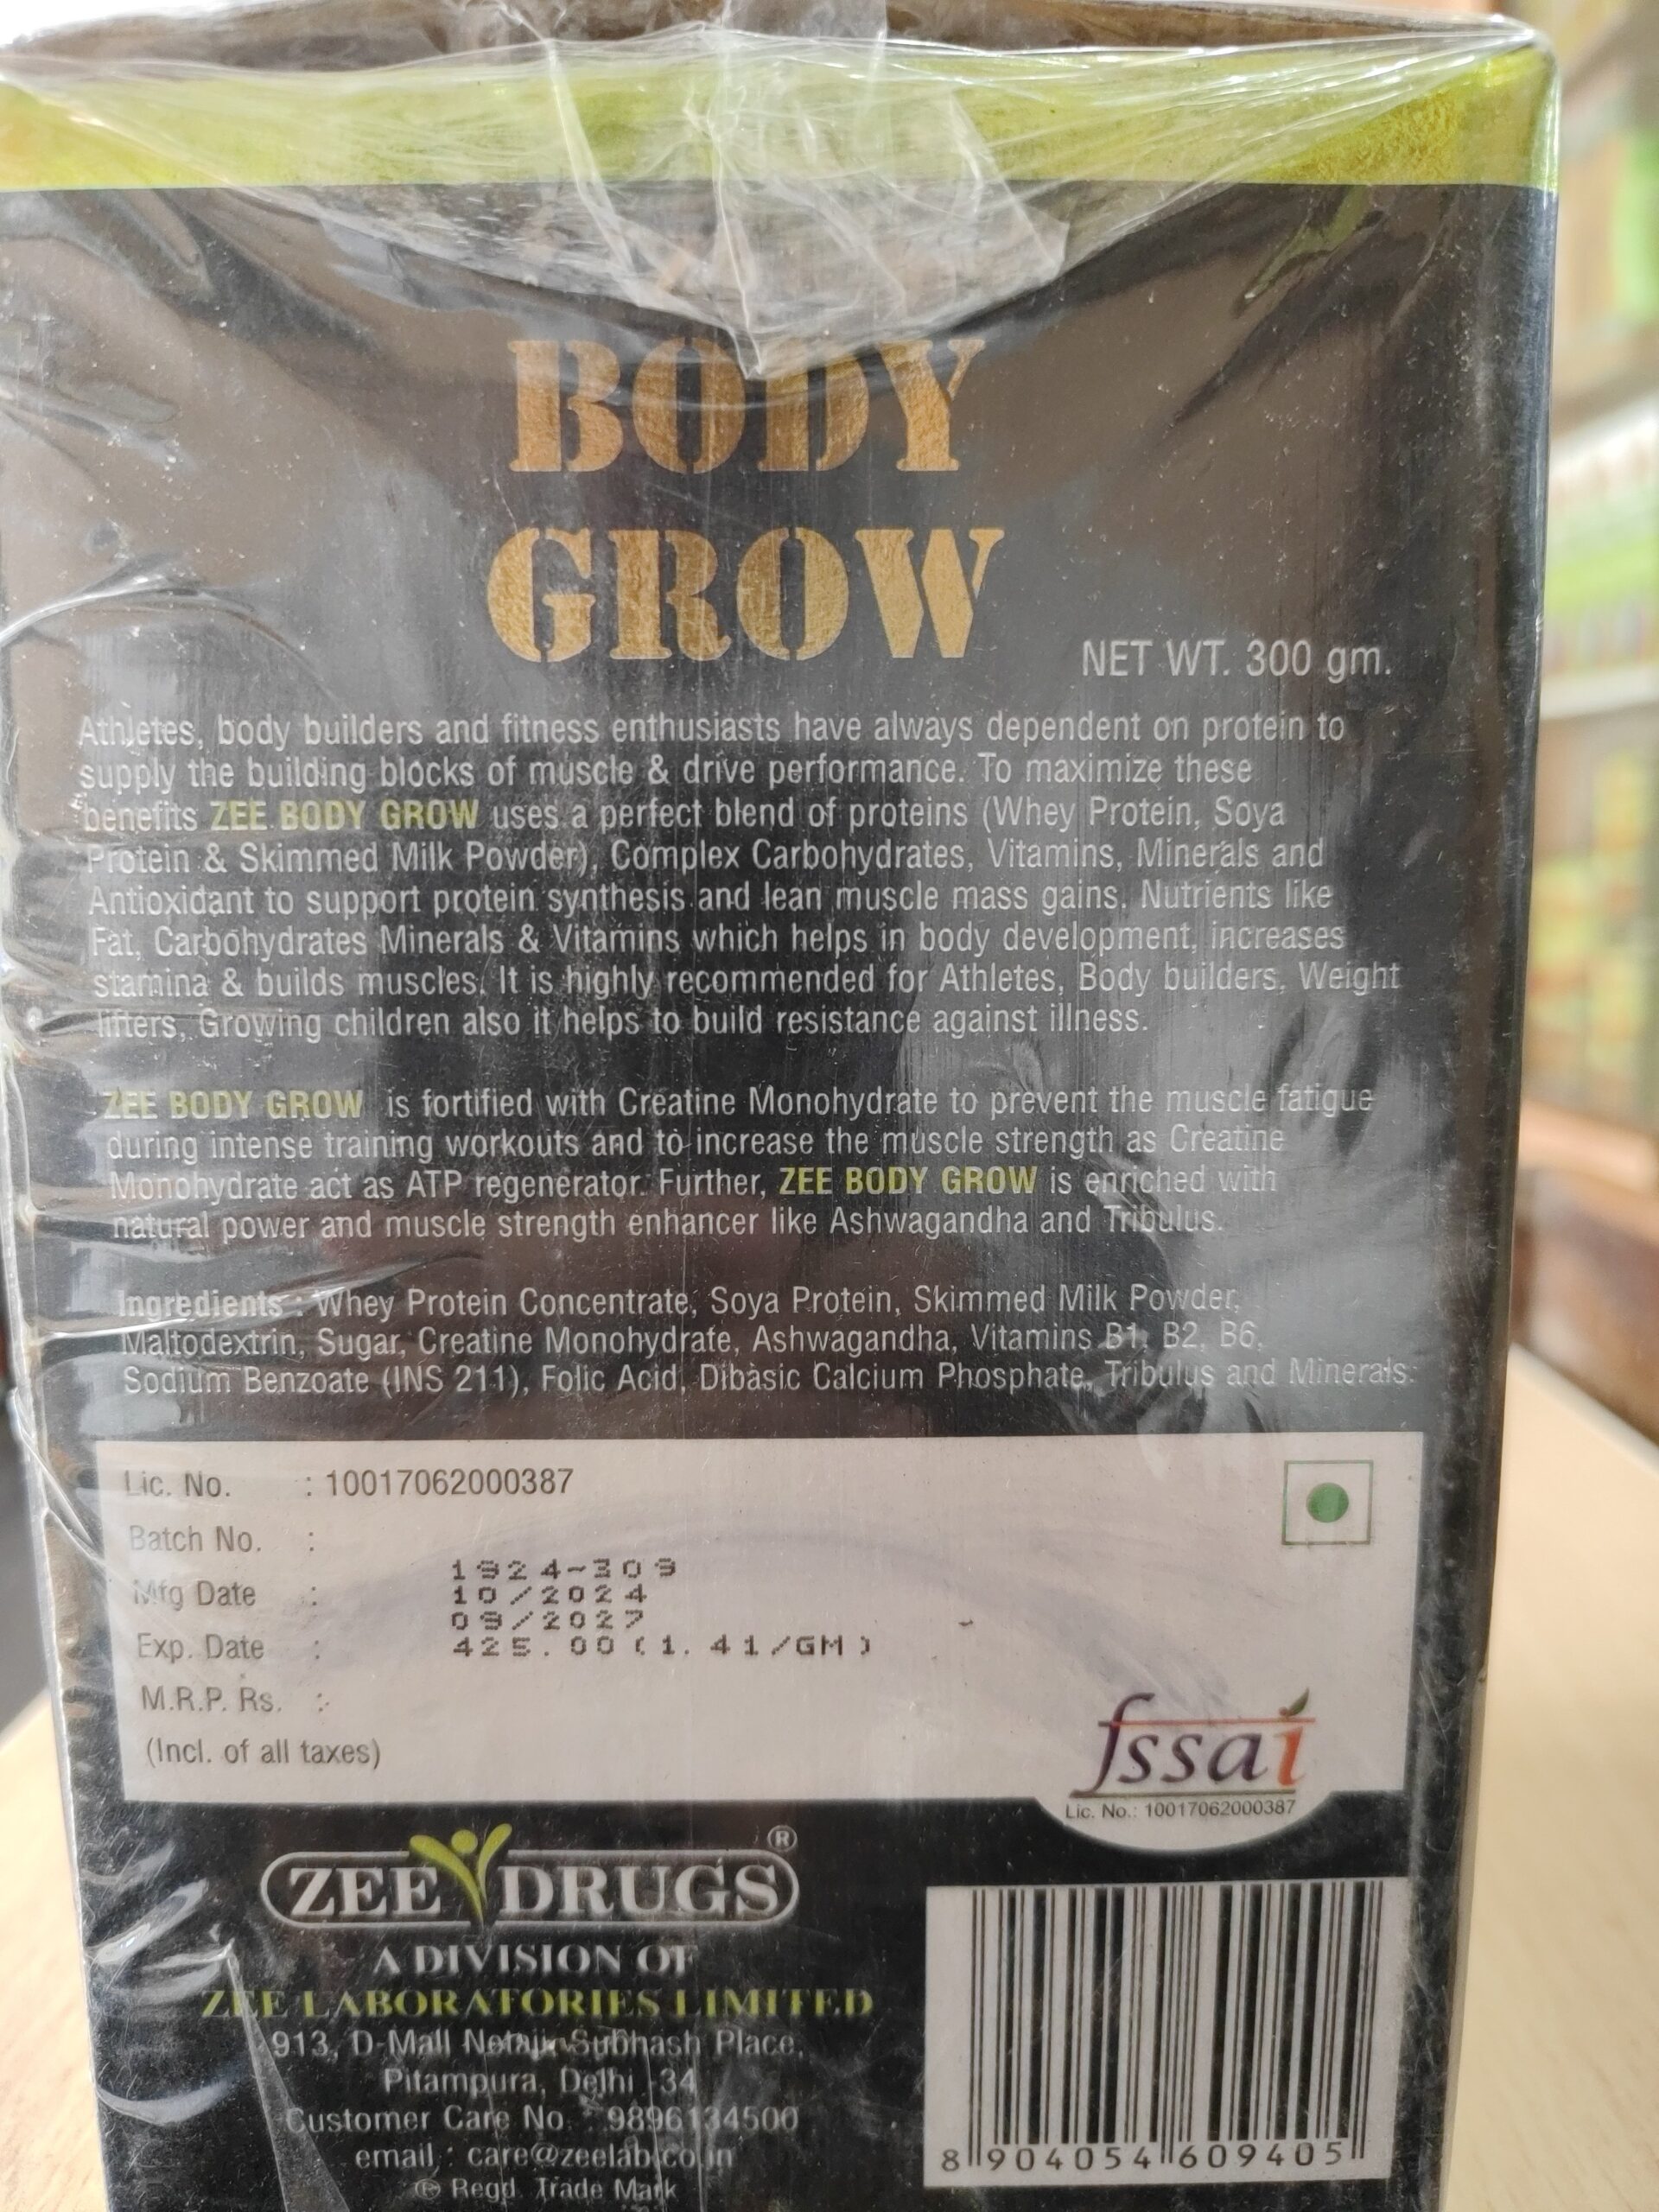 BODY
GROW
NET WT. 300 gm.
Athletes, body builders and fitness enthusiasts have always dependent on protein to
supply the building blocks of muscle & drive performance. To maximize these
benefits ZEE BODY GROW uses a perfect blend of proteins (Whey Protein, Soya
Protein & Skimmed Milk Powder), Complex Carbohydrates, Vitamins, Minerals and
Antioxidant to support protein synthesis and lean muscle mass gains. Nutrients like
Fat, Carbohydrates Minerals & Vitamins which helps in body development, increases
stamina & builds muscles. It is highly recommended for Athletes, Body builders, Weight
lifters, Growing children also it helps to build resistance against illness.
ZEE BODY GROW is fortified with Creatine Monohydrate to prevent the muscle fatigue
during intense training workouts and to increase the muscle strength as Creatine
Monohydrate act as ATP regenerator. Further, ZEE BODY GROW is enriched with
natural power and muscle strength enhancer like Ashwagandha and Tribulus.
Ingredients : Whey Protein Concentrate, Soya Protein, Skimmed Milk Powder,
Maltodextrin, Sugar, Creatine Monohydrate, Ashwagandha, Vitamins B1, B2, B6,
Sodium Benzoate (INS 211), Folic Acid, Dibasic Calcium Phosphate, Tribulus and Minerals.
Lic. No. : 10017062000387
Batch No. :
1924-309
Mfg Date :
10/2024
09/2027
Exp. Date :
425.00(1.41/GM)
M.R.P. Rs. :
(Incl. of all taxes)
fssai
Lic. No.: 10017062000387
ZEE DRUGS ®
A DIVISION OF
ZEE LABORATORIES LIMITED
913, D-Mall Netaji Subhash Place,
Pitampura, Delhi -34
Customer Care No. : 9896134500
email : care@zeelab.co.in
® Regd. Trade Mark
8 904054 609405